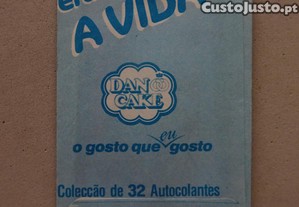 CustoJusto.pt
A VIDA
DAN CAKE
o gosto que eu gosto
Colecção de 32 Autocolantes